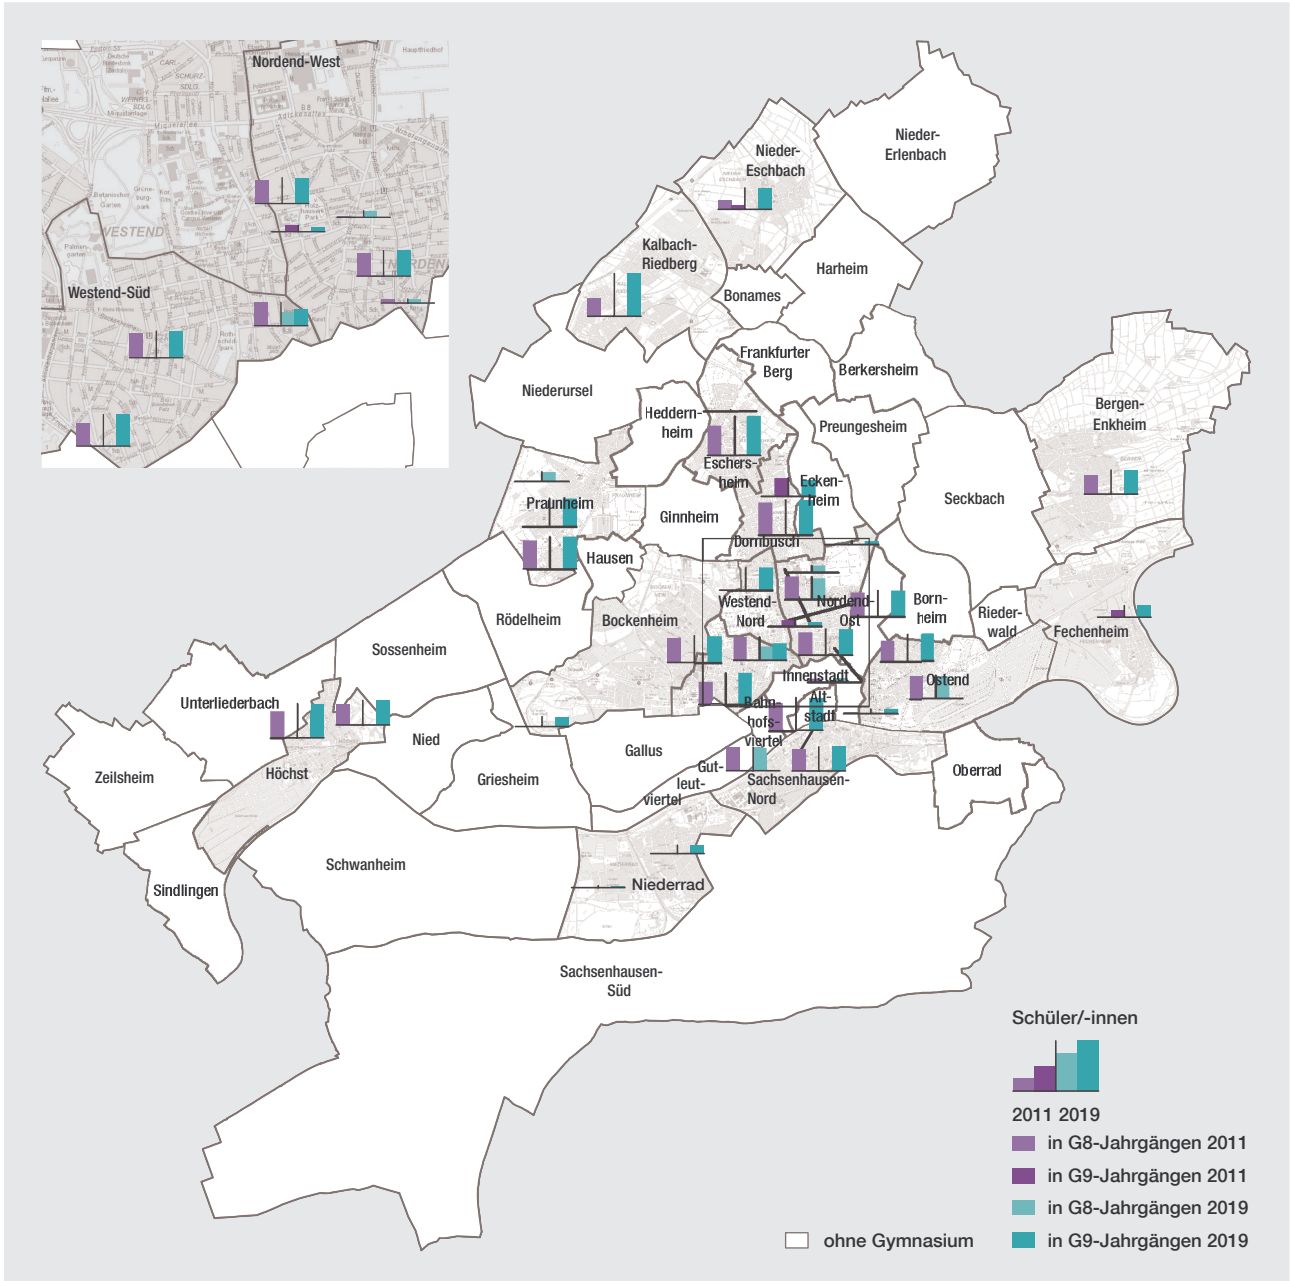 Nordend-West
WESTEND
Westend-Süd
Nieder-
Erlenbach
Nieder-
Eschbach
Kalbach-
Riedberg
Harheim
Bonames
Frankfurter
Berg
Berkersheim
Niederursel
Heddern-
heim
Preungesheim
Bergen-
Enkheim
Eschers-
heim
Ecken-
heim
Seckbach
Praunheim
Ginnheim
Dornbusch
Hausen
Rödelheim
Bockenheim
Westend-
Nord
Nordend-
Ost
Born-
heim
Rieder-
wald
Fechenheim
Sossenheim
Unterliederbach
Innenstadt
Ostend
Alt-
stadt
Bahn-
hofs-
viertel
Nied
Gallus
Zeilsheim
Höchst
Griesheim
Gut-
leut-
viertel
Sachsenhausen-
Nord
Oberrad
Schwanheim
Sindlingen
Niederrad
Sachsenhausen-
Süd
Schüler/-innen
2011 2019
in G8-Jahrgängen 2011
in G9-Jahrgängen 2011
in G8-Jahrgängen 2019
ohne Gymnasium
in G9-Jahrgängen 2019